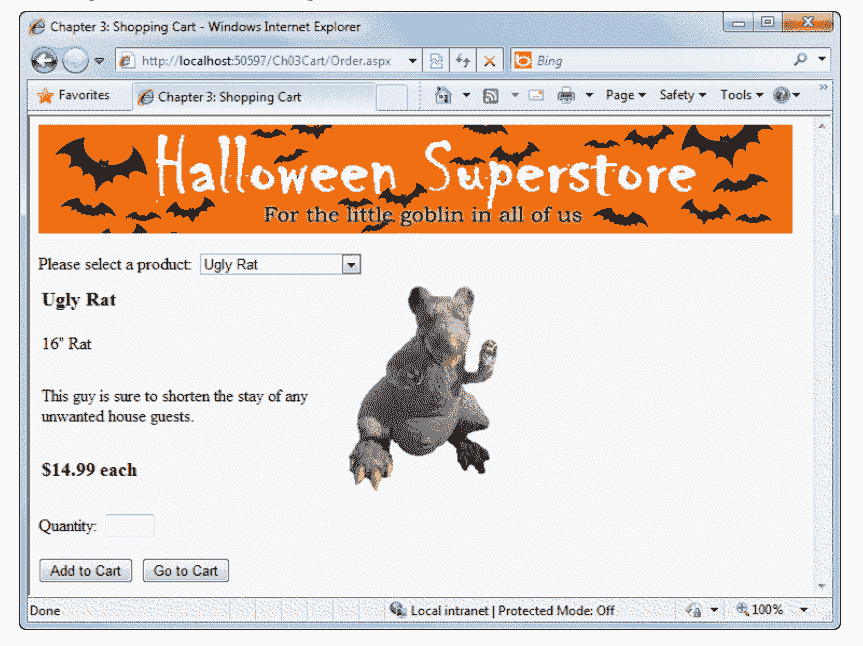 Chapter 3: Shopping Cart - Windows Internet Explorer
http://localhost:50597/Ch03Cart/Order.aspx
Bing
Favorites
Chapter 3: Shopping Cart
Page
Safety
Tools
»
Halloween Superstore
For the little goblin in all of us
Please select a product: Ugly Rat
Ugly Rat
16" Rat
This guy is sure to shorten the stay of any
unwanted house guests.
$14.99 each
Quantity:
Add to Cart
Go to Cart
Done
Local intranet | Protected Mode: Off
100%